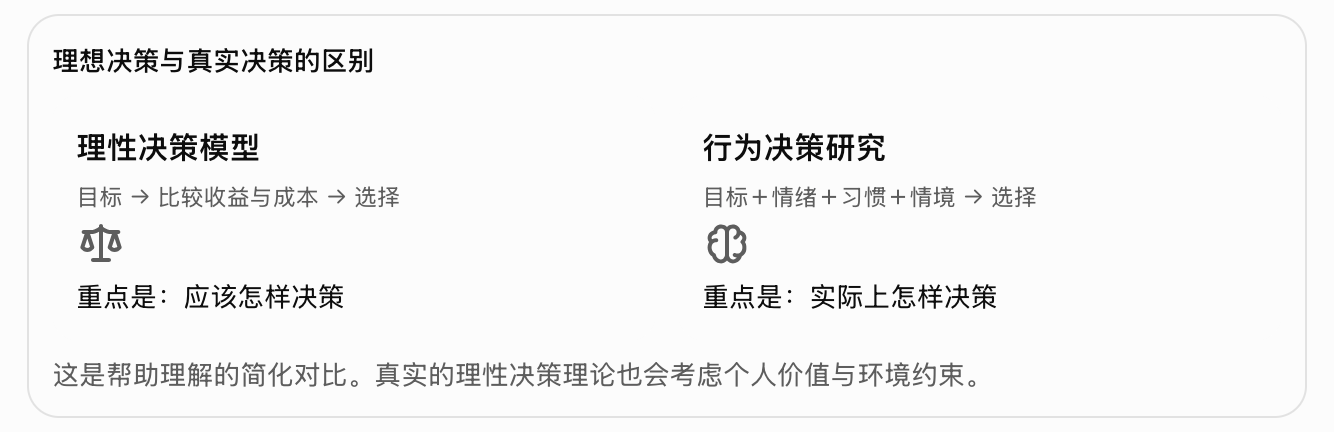 理想决策与真实决策的区别
理性决策模型
目标 → 比较收益与成本 → 选择
重点是：应该怎样决策
行为决策研究
目标＋情绪＋习惯＋情境 → 选择
重点是：实际上怎样决策
这是帮助理解的简化对比。真实的理性决策理论也会考虑个人价值与环境约束。